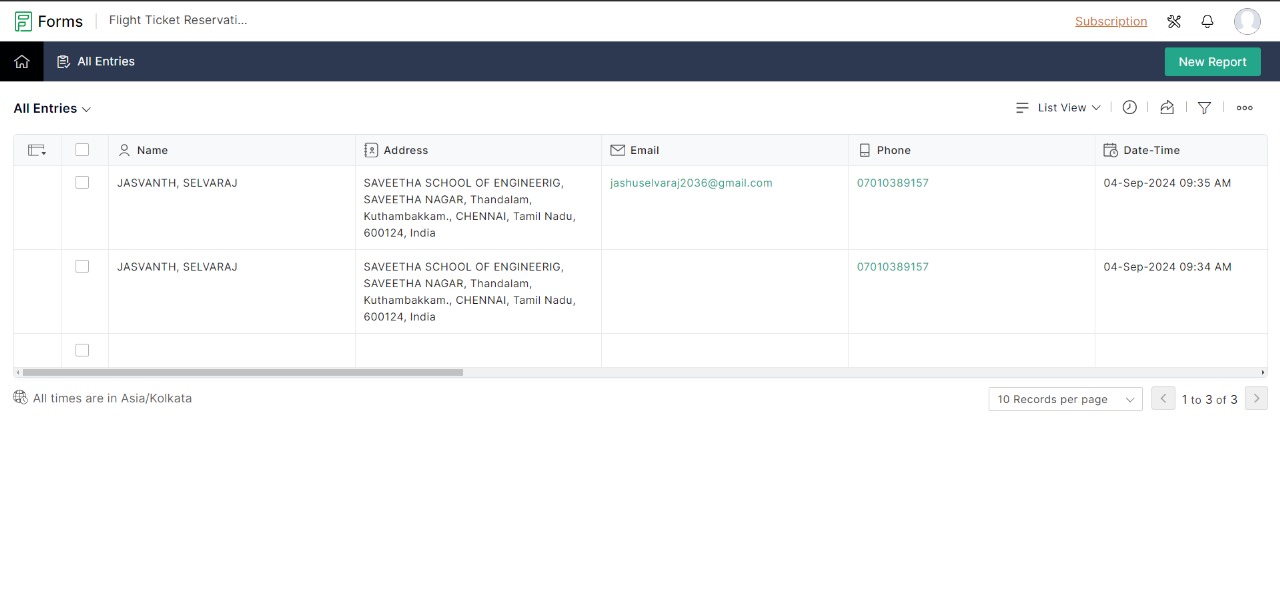 Forms
Flight Ticket Reservati...
Subscription
All Entries
New Report
All Entries
List View
Name
Address
Email
Phone
Date-Time
JASVANTH, SELVARAJ
SAVEETHA SCHOOL OF ENGINEERIG,
SAVEETHA NAGAR, Thandalam,
Kuthambakkam., CHENNAI, Tamil Nadu,
600124, India
jashuselvaraj2036@gmail.com
07010389157
04-Sep-2024 09:35 AM
JASVANTH, SELVARAJ
SAVEETHA SCHOOL OF ENGINEERIG,
SAVEETHA NAGAR, Thandalam,
Kuthambakkam., CHENNAI, Tamil Nadu,
600124, India
07010389157
04-Sep-2024 09:34 AM
All times are in Asia/Kolkata
10 Records per page
1 to 3 of 3